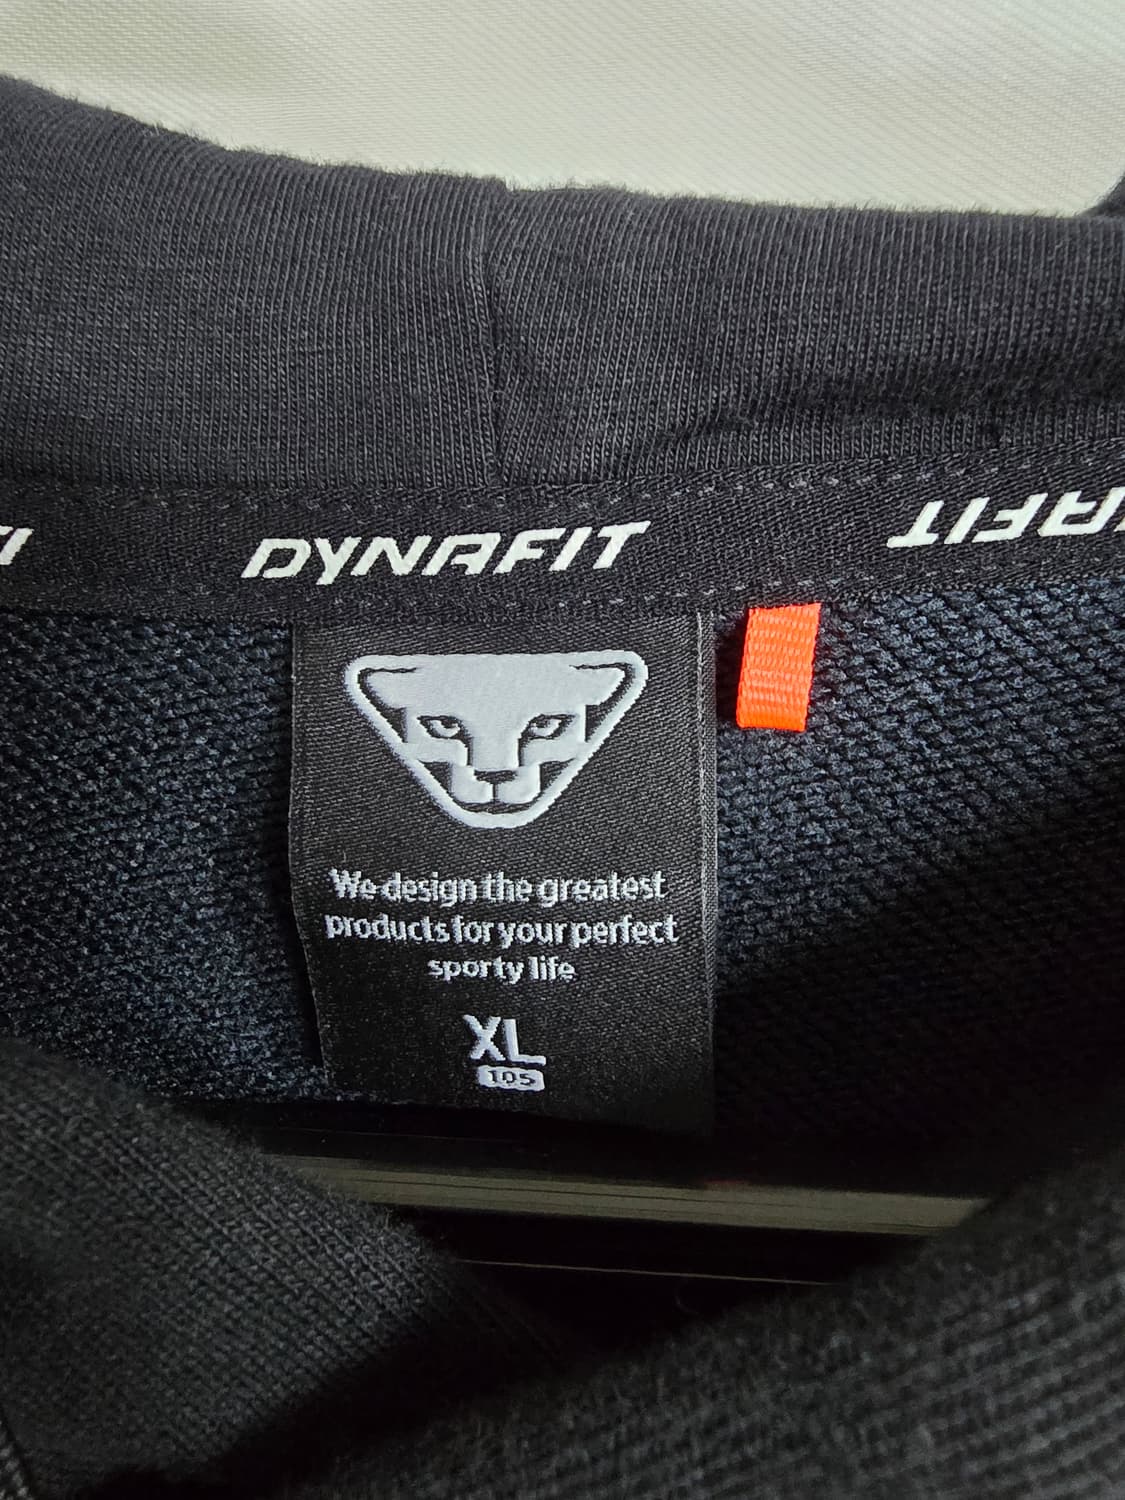 DYNAFIT
We design the greatest
products for your perfect
sporty life
XL
105